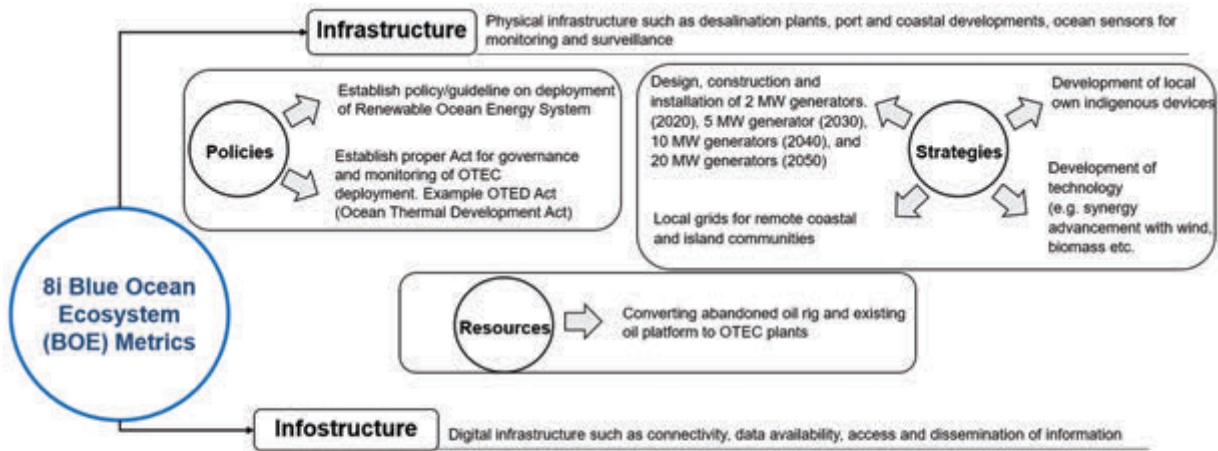 Infrastructure
Physical infrastructure such as desalination plants, port and coastal developments, ocean sensors for
monitoring and surveillance
Policies
Establish policy/guideline on deployment
of Renewable Ocean Energy System
Establish proper Act for governance
and monitoring of OTEC
deployment. Example OTED Act
(Ocean Thermal Development Act)
Design, construction and
installation of 2 MW generators.
(2020), 5 MW generator (2030),
10 MW generators (2040), and
20 MW generators (2050)
Local grids for remote coastal
and island communities
Strategies
Development of local
own indigenous devices
Development of
technology
(e.g. synergy
advancement with wind,
biomass etc.
8i Blue Ocean
Ecosystem
(BOE) Metrics
Resources
Converting abandoned oil rig and existing
oil platform to OTEC plants
Infostructure
Digital infrastructure such as connectivity, data availability, access and dissemination of information